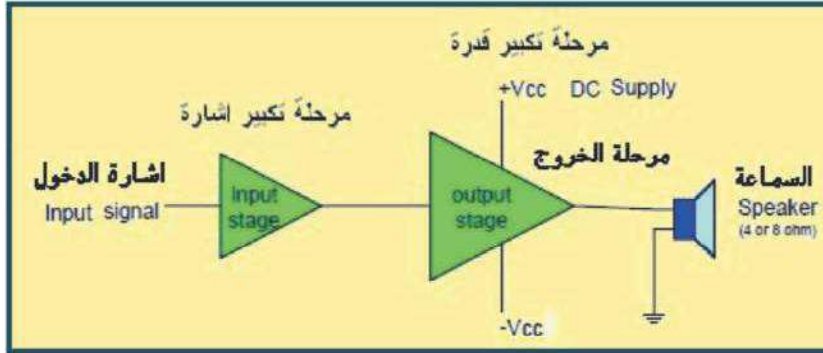 مرحلة تكبير قدرة
+Vcc DC Supply
مرحلة تكبير اشارة
مرحلة الخروج
اشارة الدخول
Input signal
Input
stage
output
stage
السماعة
Speaker
(4 or 8 ohm)
-Vcc